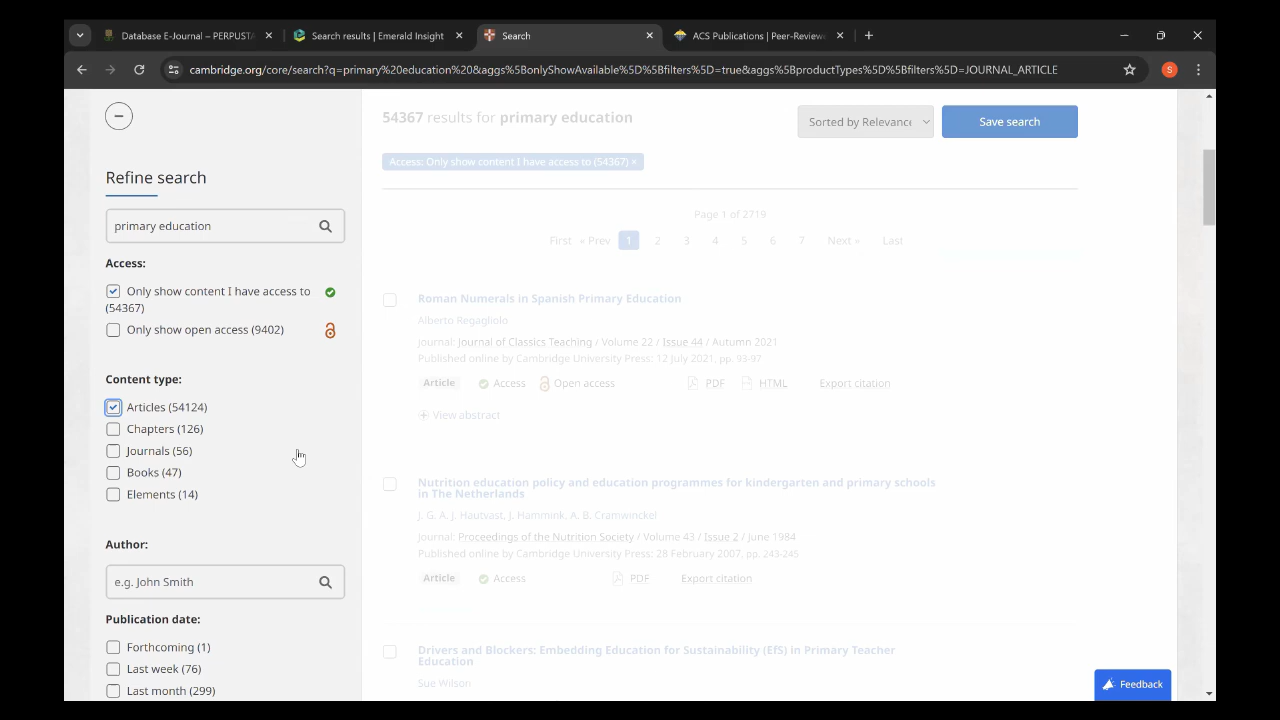 Database E-Journal – PERPUSTA
Search results | Emerald Insight
Search
ACS Publications | Peer-Review
cambridge.org/core/search?q=primary%20education%20&aggs%5BonlyShowAvailable%5D%5Bfilters%5D=true&aggs%5BproductTypes%5D%5Bfilters%5D=JOURNAL_ARTICLE
S
Refine search
primary education
Access:
Only show content I have access to
(54367)
Only show open access (9402)
Content type:
Articles (54124)
Chapters (126)
Journals (56)
Books (47)
Elements (14)
Author:
e.g. John Smith
Publication date:
Forthcoming (1)
Last week (76)
Last month (299)
54367 results for primary education
Sorted by Relevance
Save search
Access: Only show content I have access to (54367) ×
Page 1 of 2719
First « Prev 1 2 3 4 5 6 7 Next » Last
Roman Numerals in Spanish Primary Education
Alberto Regagliolo
Journal: Journal of Classics Teaching / Volume 22 / Issue 44 / Autumn 2021
Published online by Cambridge University Press: 12 July 2021, pp. 93-97
Article Access Open access PDF HTML Export citation
View abstract
Nutrition education policy and education programmes for kindergarten and primary schools
in The Netherlands
J. G. A. J. Hautvast, J. Hammink, A. B. Cramwinckel
Journal: Proceedings of the Nutrition Society / Volume 43 / Issue 2 / June 1984
Published online by Cambridge University Press: 28 February 2007, pp. 243-245
Article Access PDF Export citation
Drivers and Blockers: Embedding Education for Sustainability (EfS) in Primary Teacher
Education
Sue Wilson
Feedback